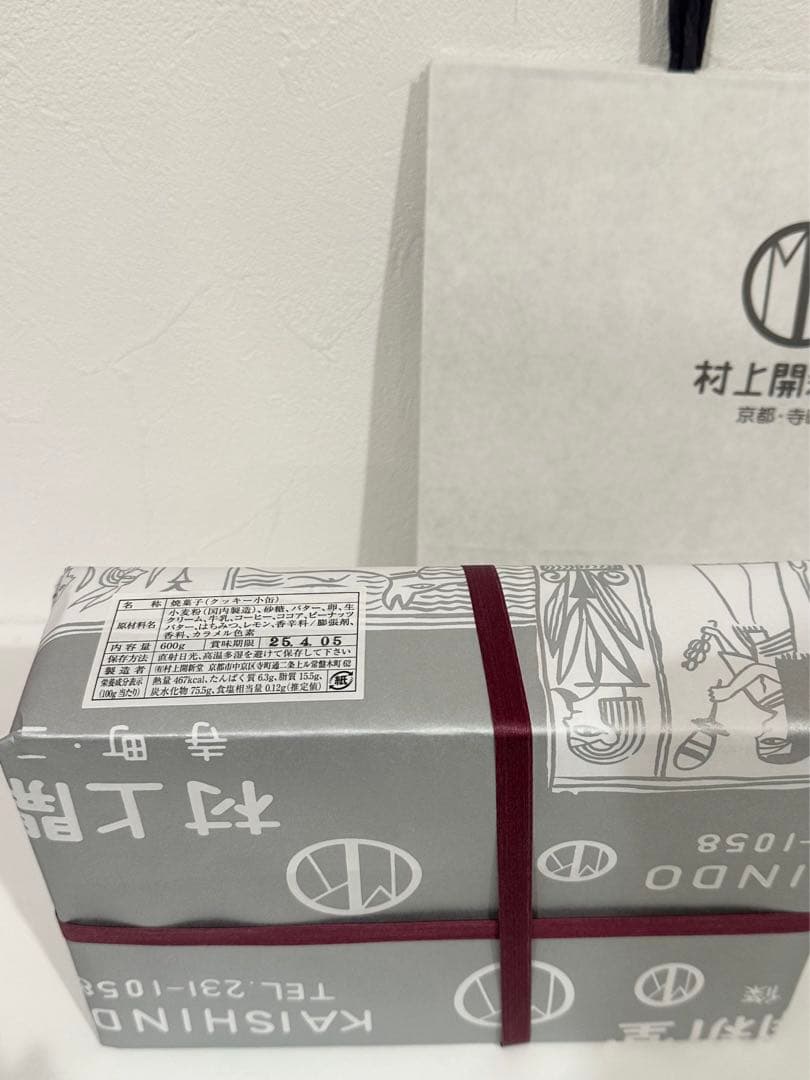 村上開
京都・寺
名 称 焼菓子(クッキー小缶)
原材料名 小麦粉(国内製造)、砂糖、バター、卵、生クリーム、牛乳、コーヒー、ココア、ピーナッツバター、はちみつ、レモン、香辛料/膨張剤、香料、カラメル色素
内容量 600g 賞味期限 25.4.05
保存方法 直射日光、高温多湿を避けて保存して下さい
製造者 ㈲村上開新堂 京都市中京区寺町通二条上ル常盤木町62
栄養成分表示(100g当たり) 熱量467kcal、たんぱく質6.3g、脂質15.5g、炭水化物75.5g、食塩相当量0.12g(推定値)
紙
寺町二
村上開
-1058
INDO
TEL.231-1058
KAISHINDO
新堂